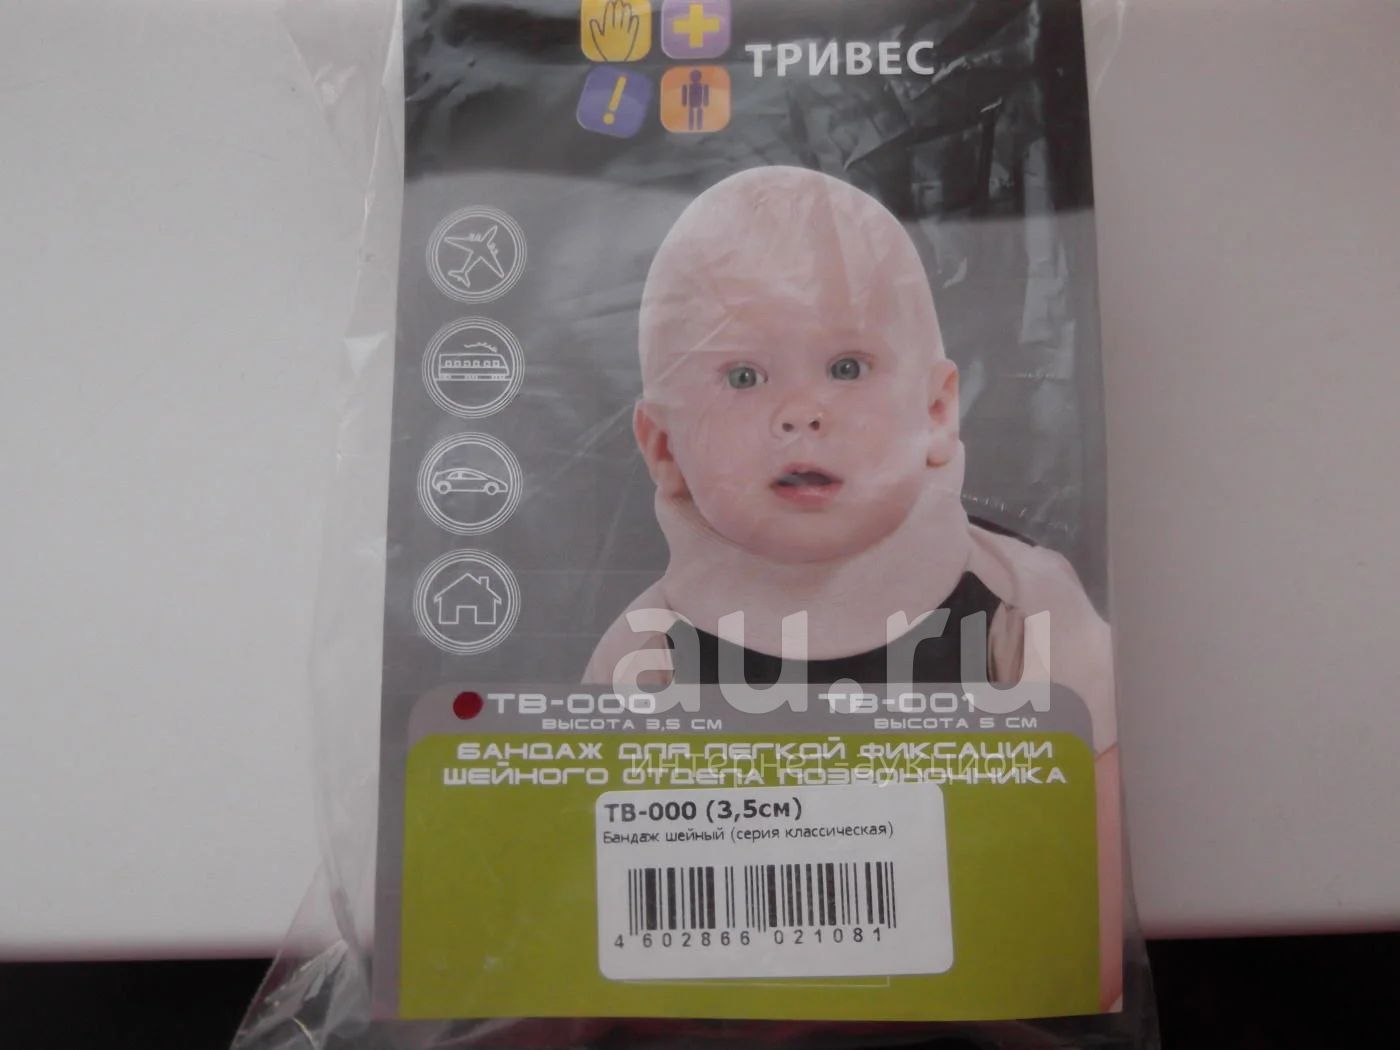 ТРИВЕС
ТВ-000 ТВ-001
ВЫСОТА 3,5 СМ ВЫСОТА 5 СМ
БАНДАЖ ДЛЯ ЛЕГКОЙ ФИКСАЦИИ
ШЕЙНОГО ОТДЕЛА ПОЗВОНОЧНИКА
au.ru
интернет-аукцион
ТВ-000 (3,5см)
Бандаж шейный (серия классическая)
4 602866 021081